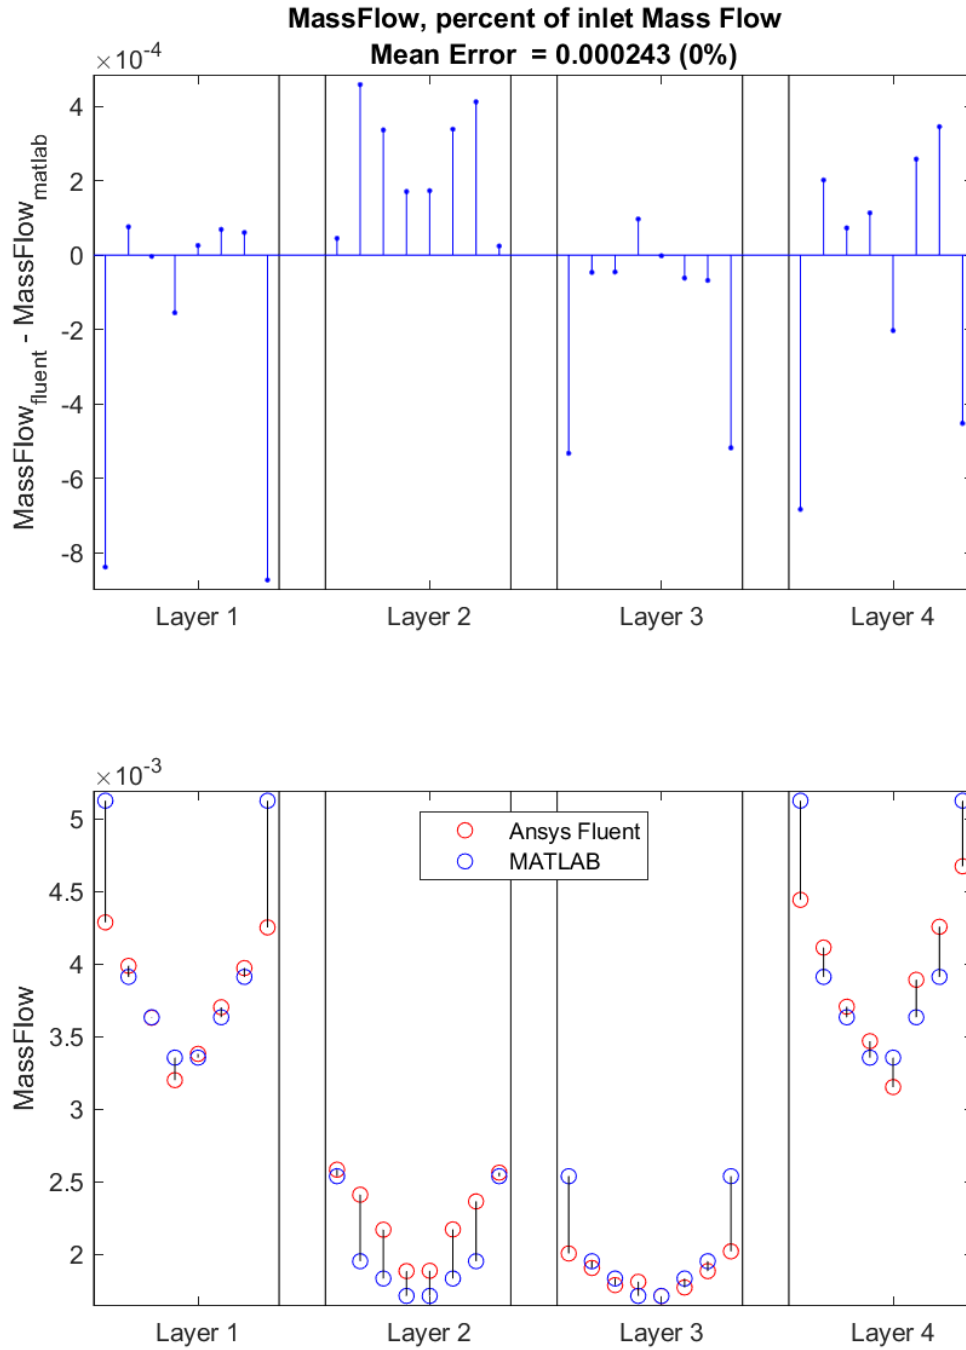 MassFlow, percent of inlet Mass Flow
Mean Error  = 0.000243 (0%)
×10⁻⁴
4
2
0
-2
-4
-6
-8
MassFlow_fluent - MassFlow_matlab
Layer 1 Layer 2 Layer 3 Layer 4
×10⁻³
5
4.5
4
3.5
3
2.5
2
MassFlow
Ansys Fluent
MATLAB
Layer 1 Layer 2 Layer 3 Layer 4